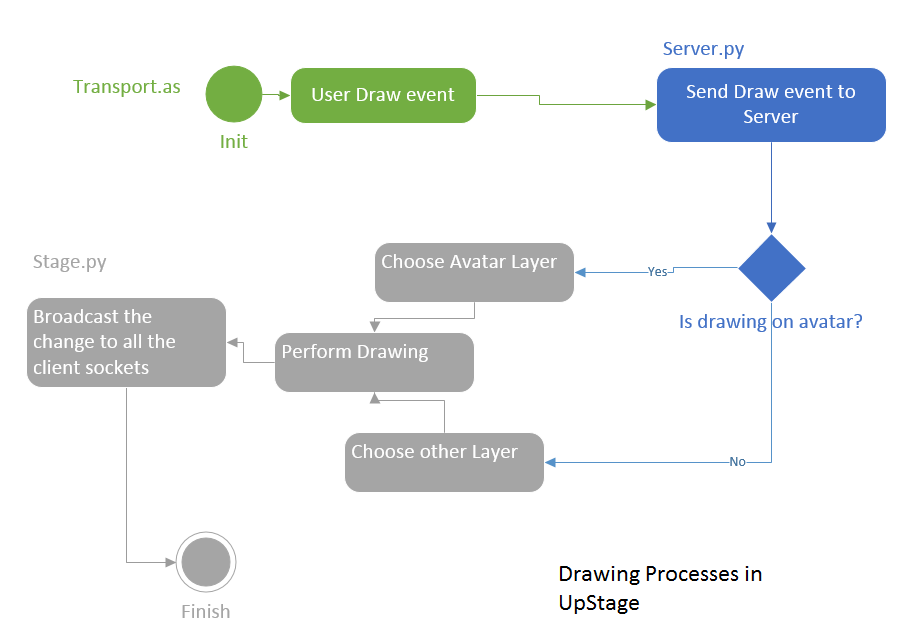 Server.py
Transport.as
User Draw event
Send Draw event to
Server
Init
Stage.py
Choose Avatar Layer
Yes
Is drawing on avatar?
Broadcast the
change to all the
client sockets
Perform Drawing
Choose other Layer
No
Drawing Processes in
UpStage
Finish